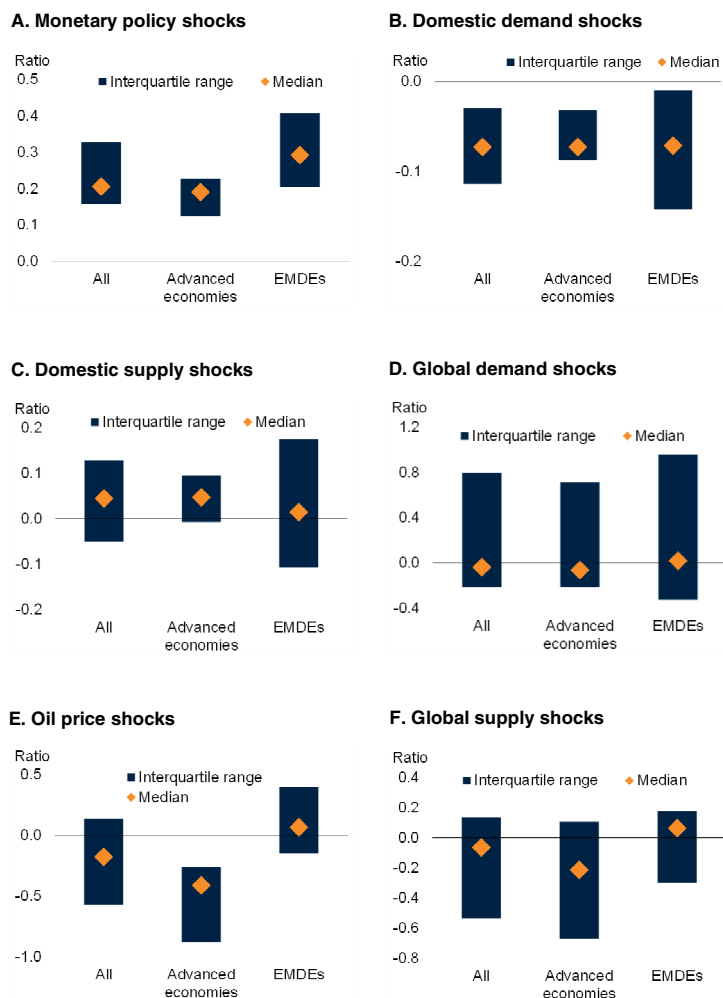 A. Monetary policy shocks
Ratio
0.5
Interquartile range
Median
0.4
0.3
0.2
0.1
0.0
All
Advanced economies
EMDEs
B. Domestic demand shocks
Ratio
Interquartile range
Median
0.0
-0.1
-0.2
All
Advanced economies
EMDEs
C. Domestic supply shocks
Ratio
0.2
Interquartile range
Median
0.1
0.0
-0.1
-0.2
All
Advanced economies
EMDEs
D. Global demand shocks
Ratio
1.2
Interquartile range
Median
0.8
0.4
0.0
-0.4
All
Advanced economies
EMDEs
E. Oil price shocks
Ratio
0.5
Interquartile range
Median
0.0
-0.5
-1.0
All
Advanced economies
EMDEs
F. Global supply shocks
Ratio
0.4
Interquartile range
Median
0.2
0.0
-0.2
-0.4
-0.6
-0.8
All
Advanced economies
EMDEs